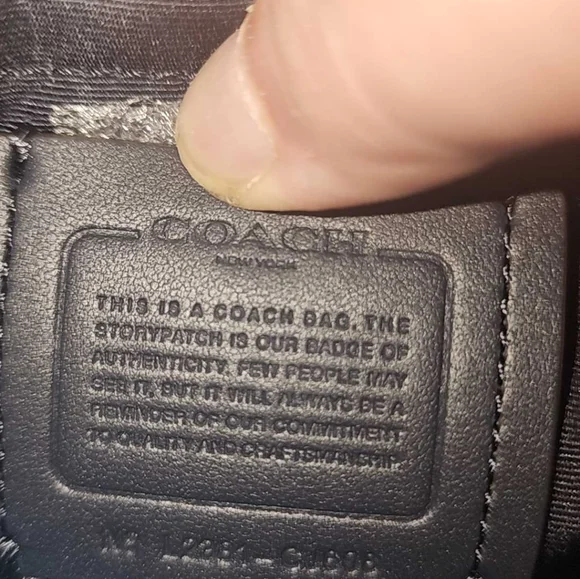 COACH
NEW YORK
THIS IS A COACH BAG. THE
STORYPATCH IS OUR BADGE OF
AUTHENTICITY. FEW PEOPLE MAY
SEE IT, BUT IT WILL ALWAYS BE A
REMINDER OF OUR COMMITMENT
TO QUALITY AND CRAFTSMANSHIP.